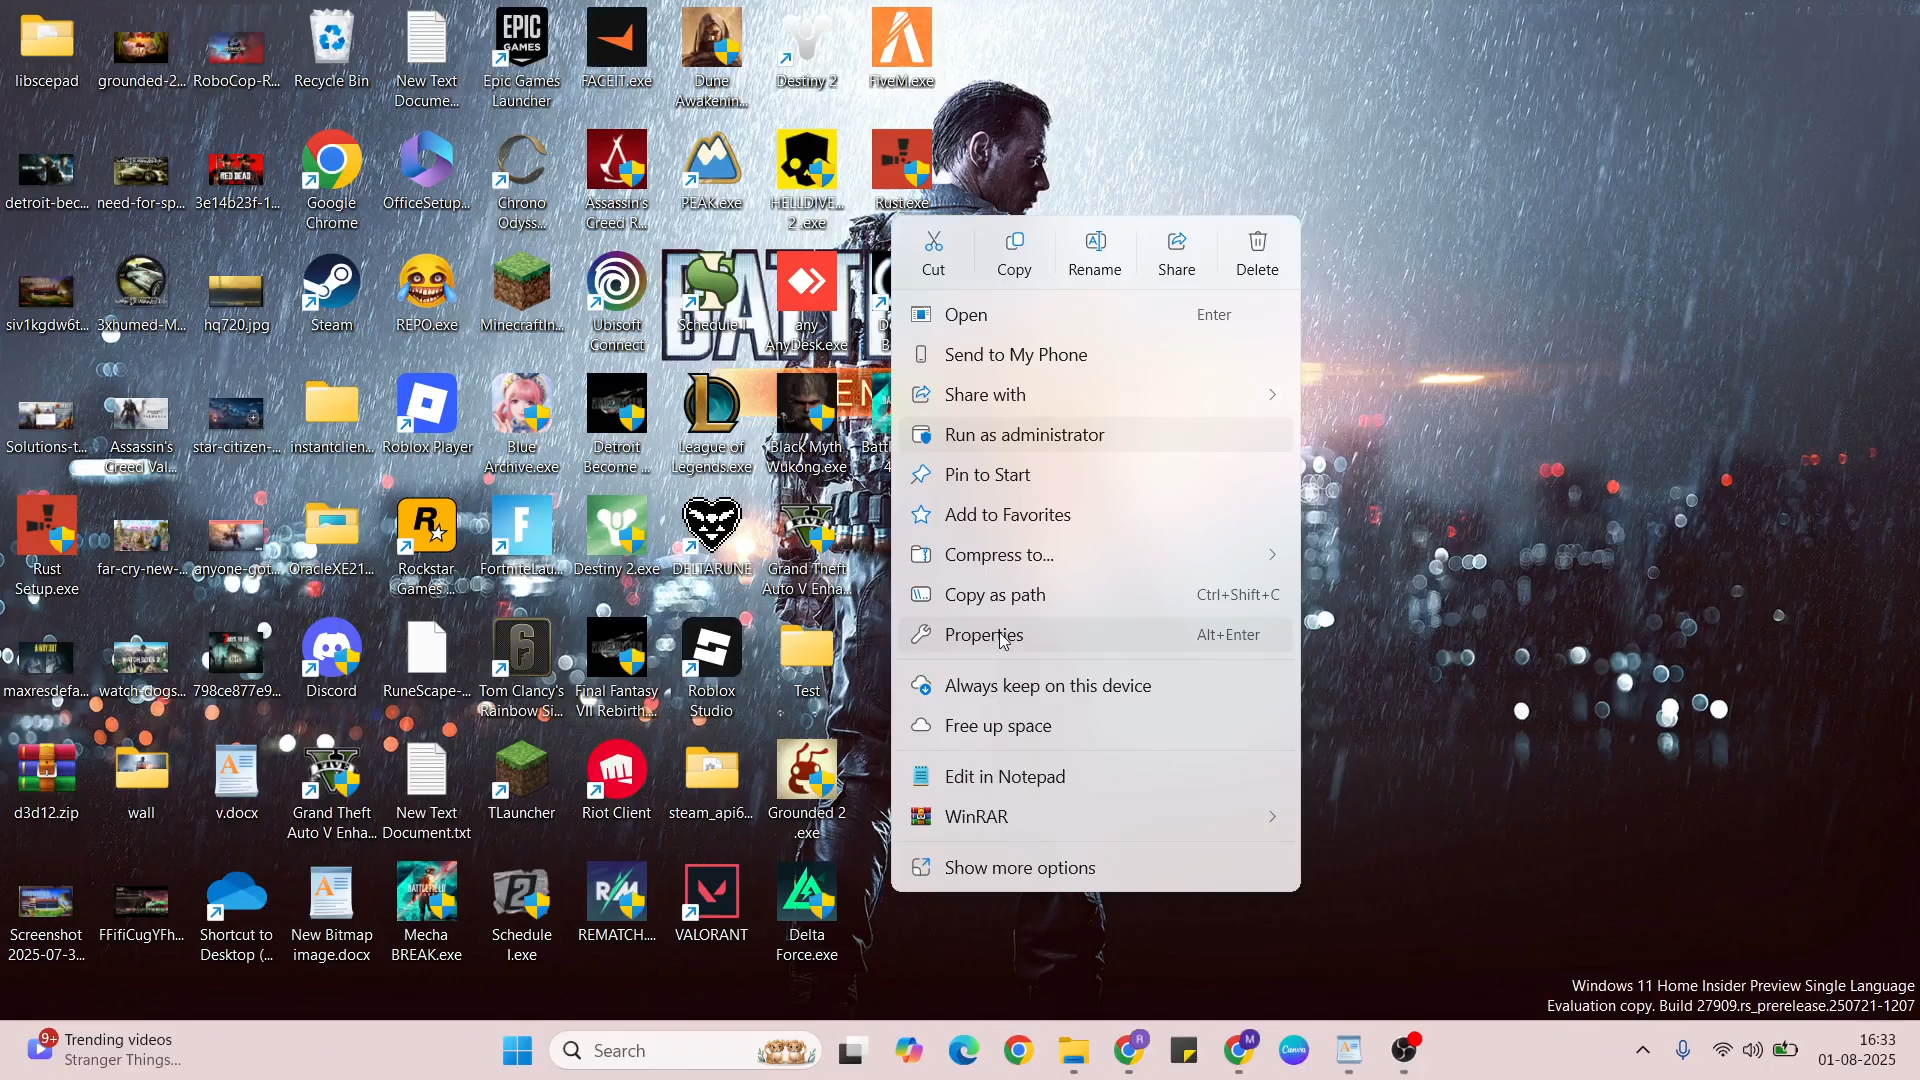 libscepad
grounded-2...
RoboCop-R...
Recycle Bin
New Text
Docume...
EPIC
GAMES
Epic Games
Launcher
FACEIT.exe
Dune
Awakenin...
Destiny 2
FiveM.exe
detroit-bec...
need-for-sp...
RED DEAD
3e14b23f-1...
Google
Chrome
OfficeSetup...
Chrono
Odyss...
Assassin's
Creed R...
PEAK.exe
HELLDIVE...
2 .exe
Rust.exe
siv1kgdw6t...
3xhumed-M...
hq720.jpg
Steam
REPO.exe
MinecraftIn...
Ubisoft
Connect
Schedule I
any
AnyDesk.exe
Solutions-t...
Assassin's
Creed Val...
star-citizen-...
instantclien...
Roblox Player
Blue
Archive.exe
Detroit
Become ...
League of
Legends.exe
Black Myth
Wukong.exe
Rust
Setup.exe
far-cry-new-...
anyone-got...
OracleXE21...
Rockstar
Games ...
FortniteLau...
Destiny 2.exe
DELTARUNE
Grand Theft
Auto V Enha...
maxresdefa...
watch-dogs...
798ce877e9...
Discord
RuneScape-...
Tom Clancy's
Rainbow Si...
Final Fantasy
VII Rebirth....
Roblox
Studio
Test
d3d12.zip
wall
v.docx
Grand Theft
Auto V Enha...
New Text
Document.txt
TLauncher
Riot Client
steam_api6...
Grounded 2
.exe
Screenshot
2025-07-3...
FFifiCugYFh...
Shortcut to
Desktop (...
New Bitmap
image.docx
Mecha
BREAK.exe
Schedule
I.exe
REMATCH....
VALORANT
Delta
Force.exe
Cut
Copy
Rename
Share
Delete
Open Enter
Send to My Phone
Share with
Run as administrator
Pin to Start
Add to Favorites
Compress to...
Copy as path Ctrl+Shift+C
Properties Alt+Enter
Always keep on this device
Free up space
Edit in Notepad
WinRAR
Show more options
Windows 11 Home Insider Preview Single Language
Evaluation copy. Build 27909.rs_prerelease.250721-1207
9+
Trending videos
Stranger Things...
Search
R
M
Canva
16:33
01-08-2025